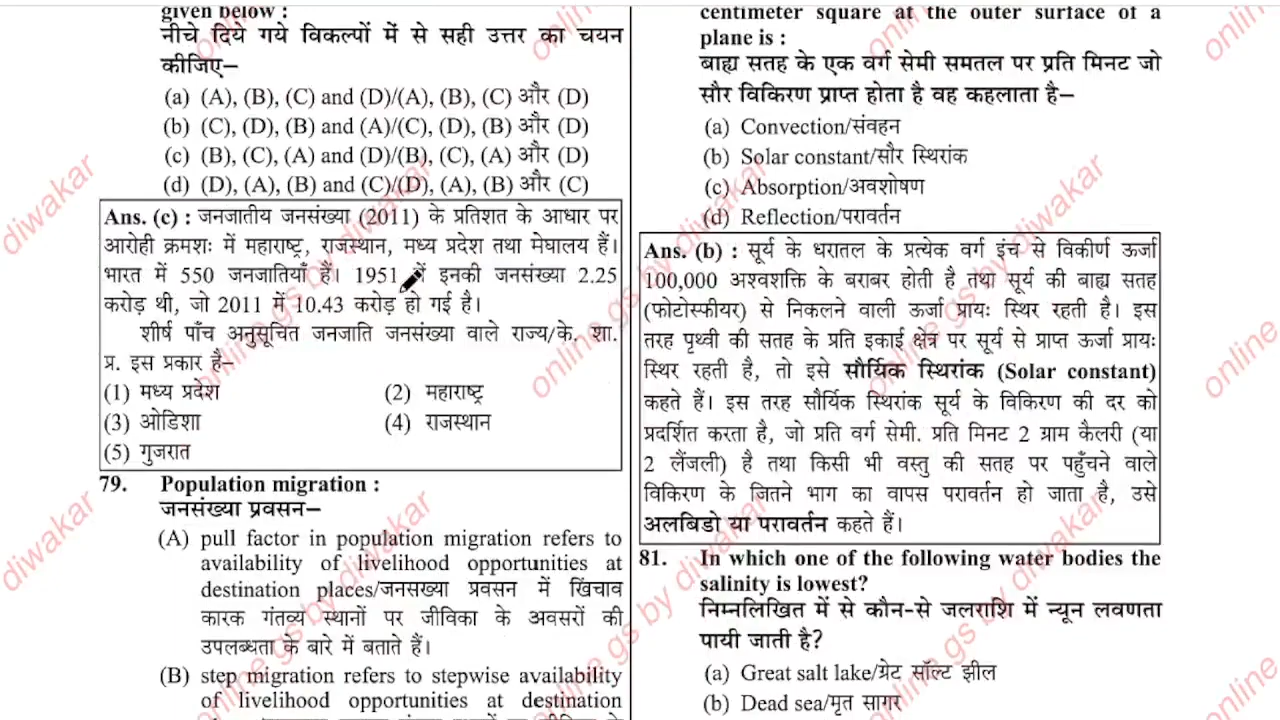 given below :
नीचे दिये गये विकल्पों में से सही उत्तर का चयन
कीजिए–
(a) (A), (B), (C) and (D)/(A), (B), (C) और (D)
(b) (C), (D), (B) and (A)/(C), (D), (B) और (D)
(c) (B), (C), (A) and (D)/(B), (C), (A) और (D)
(d) (D), (A), (B) and (C)/(D), (A), (B) और (C)
Ans. (c) : जनजातीय जनसंख्या (2011) के प्रतिशत के आधार पर
आरोही क्रमशः में महाराष्ट्र, राजस्थान, मध्य प्रदेश तथा मेघालय हैं।
भारत में 550 जनजातियाँ हैं। 1951 में इनकी जनसंख्या 2.25
करोड़ थी, जो 2011 में 10.43 करोड़ हो गई है।
शीर्ष पाँच अनुसूचित जनजाति जनसंख्या वाले राज्य/के. शा.
प्र. इस प्रकार है–
(1) मध्य प्रदेश (2) महाराष्ट्र
(3) ओडिशा (4) राजस्थान
(5) गुजरात
79. Population migration :
जनसंख्या प्रवसन–
(A) pull factor in population migration refers to
availability of livelihood opportunities at
destination places/जनसख्या प्रवसन में खिंचाव
कारक गंतव्य स्थानों पर जीविका के अवसरों की
उपलब्धता के बारे में बताते हैं।
(B) step migration refers to stepwise availability
of livelihood opportunities at destination
centimeter square at the outer surface of a
plane is :
बाह्य सतह के एक वर्ग सेमी समतल पर प्रति मिनट जो
सौर विकिरण प्राप्त होता है वह कहलाता है–
(a) Convection/संवहन
(b) Solar constant/सौर स्थिरांक
(c) Absorption/अवशोषण
(d) Reflection/परावर्तन
Ans. (b) : सूर्य के धरातल के प्रत्येक वर्ग इंच से विकीर्ण ऊर्जा
100,000 अश्वशक्ति के बराबर होती है तथा सूर्य की बाह्य सतह
(फोटोस्फीयर) से निकलने वाली ऊर्जा प्रायः स्थिर रहती है। इस
तरह पृथ्वी की सतह के प्रति इकाई क्षेत्र पर सूर्य से प्राप्त ऊर्जा प्रायः
स्थिर रहती है, तो इसे सौर्यिक स्थिरांक (Solar constant)
कहते हैं। इस तरह सौर्यिक स्थिरांक सूर्य के विकिरण की दर को
प्रदर्शित करता है, जो प्रति वर्ग सेमी. प्रति मिनट 2 ग्राम कैलरी (या
2 लैंजली) है तथा किसी भी वस्तु की सतह पर पहुँचने वाले
विकिरण के जितने भाग का वापस परावर्तन हो जाता है, उसे
अलबिडो या परावर्तन कहते हैं।
81. In which one of the following water bodies the
salinity is lowest?
निम्नलिखित में से कौन-से जलराशि में न्यून लवणता
पायी जाती है?
(a) Great salt lake/ग्रेट सॉल्ट झील
(b) Dead sea/मृत सागर
online.gs by diwakar